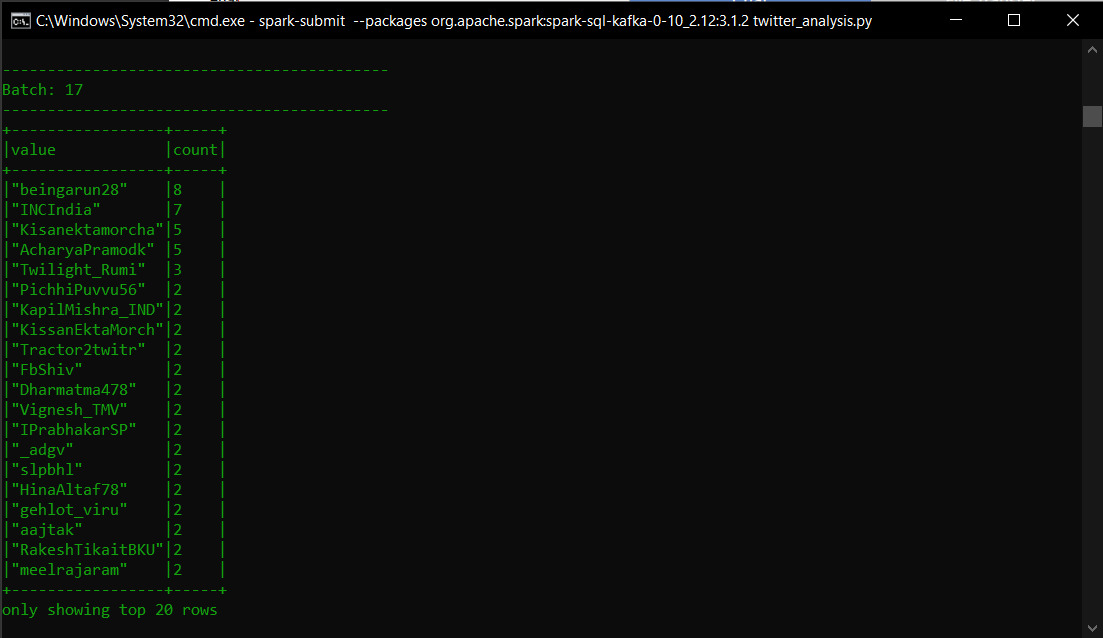 C:\Windows\System32\cmd.exe - spark-submit  --packages org.apache.spark:spark-sql-kafka-0-10_2.12:3.1.2 twitter_analysis.py
-------------------------------------------
Batch: 17
-------------------------------------------
+-----------------+-----+
|value            |count|
+-----------------+-----+
|"beingarun28"    |8    |
|"INCIndia"       |7    |
|"Kisanektamorcha"|5    |
|"AcharyaPramodk" |5    |
|"Twilight_Rumi"  |3    |
|"PichhiPuvvu56"  |2    |
|"KapilMishra_IND"|2    |
|"KissanEktaMorch"|2    |
|"Tractor2twitr"  |2    |
|"FbShiv"         |2    |
|"Dharmatma478"   |2    |
|"Vignesh_TMV"    |2    |
|"IPrabhakarSP"   |2    |
|"_adgv"          |2    |
|"slpbhl"         |2    |
|"HinaAltaf78"    |2    |
|"gehlot_viru"    |2    |
|"aajtak"         |2    |
|"RakeshTikaitBKU"|2    |
|"meelrajaram"    |2    |
+-----------------+-----+
only showing top 20 rows